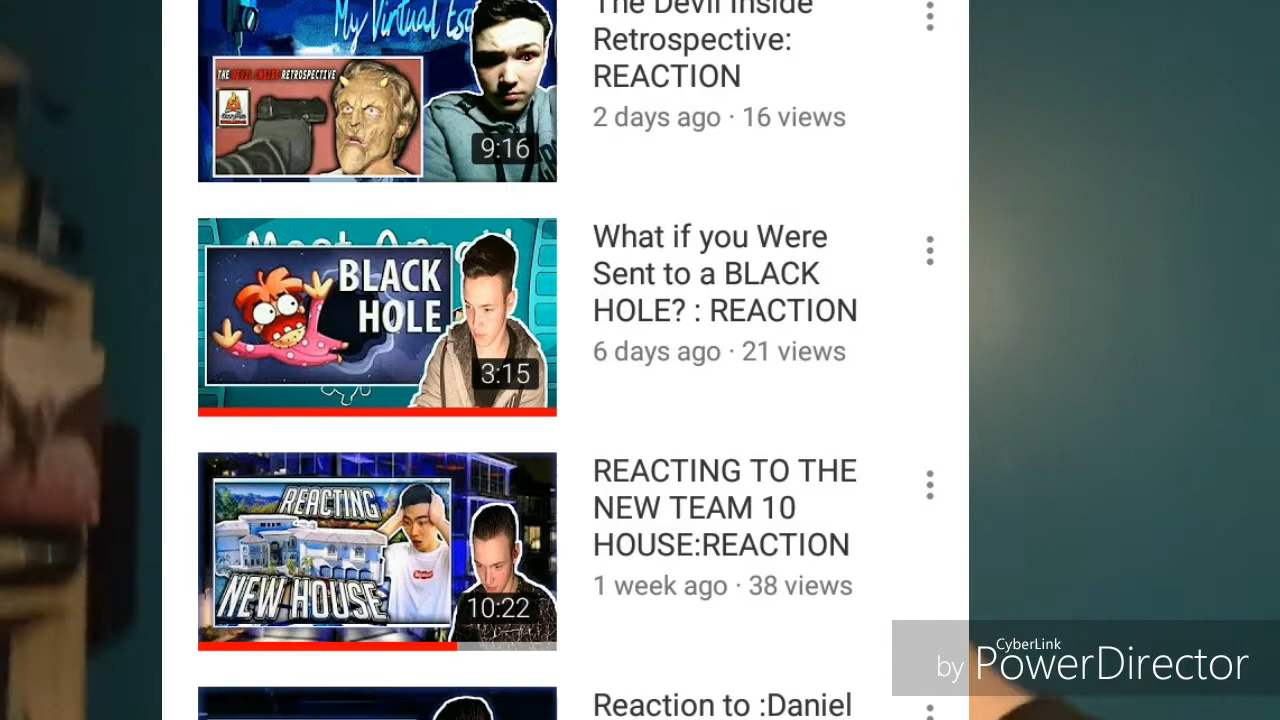 My Virtual Esc
THE DEVIL INSIDE RETROSPECTIVE
9:16
The Devil Inside
Retrospective:
REACTION
2 days ago · 16 views
BLACK
HOLE
3:15
What if you Were
Sent to a BLACK
HOLE? : REACTION
6 days ago · 21 views
REACTING
NEW HOUSE
10:22
REACTING TO THE
NEW TEAM 10
HOUSE:REACTION
1 week ago · 38 views
Reaction to :Daniel
by CyberLink
PowerDirector